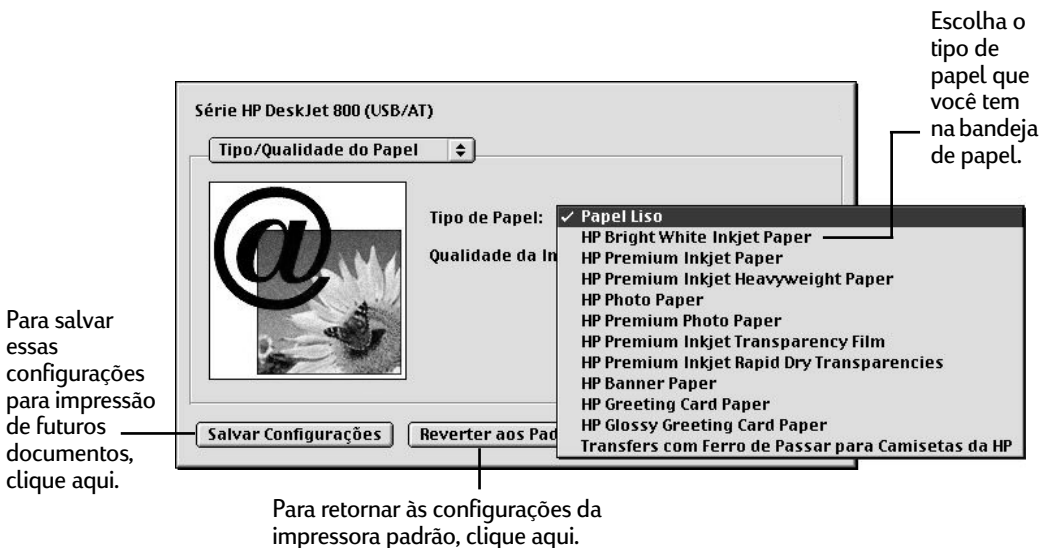 Escolha o
tipo de
papel que
você tem
na bandeja
de papel.
Série HP DeskJet 800 (USB/AT)
Tipo/Qualidade do Papel
Tipo de Papel:
✓ Papel Liso
HP Bright White Inkjet Paper
HP Premium Inkjet Paper
HP Premium Inkjet Heavyweight Paper
HP Photo Paper
HP Premium Photo Paper
HP Premium Inkjet Transparency Film
HP Premium Inkjet Rapid Dry Transparencies
HP Banner Paper
HP Greeting Card Paper
HP Glossy Greeting Card Paper
Transfers com Ferro de Passar para Camisetas da HP
Qualidade da In
@
Para salvar
essas
configurações
para impressão
de futuros
documentos,
clique aqui.
Salvar Configurações
Reverter aos Pad
Para retornar às configurações da
impressora padrão, clique aqui.